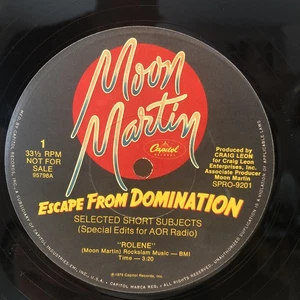 Moon
Martin
Capitol
RECORDS
1
33⅓ RPM
NOT FOR
SALE
95798A
Produced by
CRAIG LEON
for Craig Leon
Enterprises, Inc.
Associate Producer
Moon Martin
SPRO-9201
ESCAPE FROM DOMINATION
SELECTED SHORT SUBJECTS
(Special Edits for AOR Radio)
"ROLENE"
(Moon Martin) Rockslam Music — BMI
Time — 3:20
℗ 1979 Capitol Records, Inc.